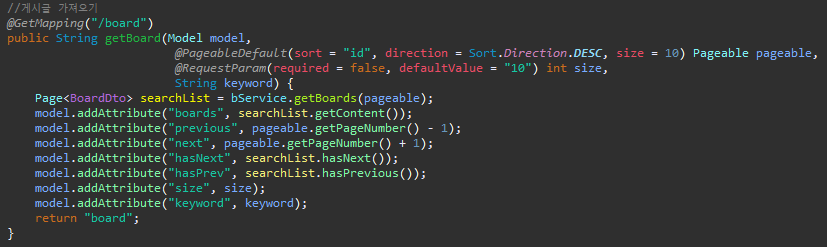 //게시글 가져오기
@GetMapping("/board")
public String getBoard(Model model,
@PageableDefault(sort = "id", direction = Sort.Direction.DESC, size = 10) Pageable pageable,
@RequestParam(required = false, defaultValue = "10") int size,
String keyword) {
Page<BoardDto> searchList = bService.getBoards(pageable);
model.addAttribute("boards", searchList.getContent());
model.addAttribute("previous", pageable.getPageNumber() - 1);
model.addAttribute("next", pageable.getPageNumber() + 1);
model.addAttribute("hasNext", searchList.hasNext());
model.addAttribute("hasPrev", searchList.hasPrevious());
model.addAttribute("size", size);
model.addAttribute("keyword", keyword);
return "board";
}